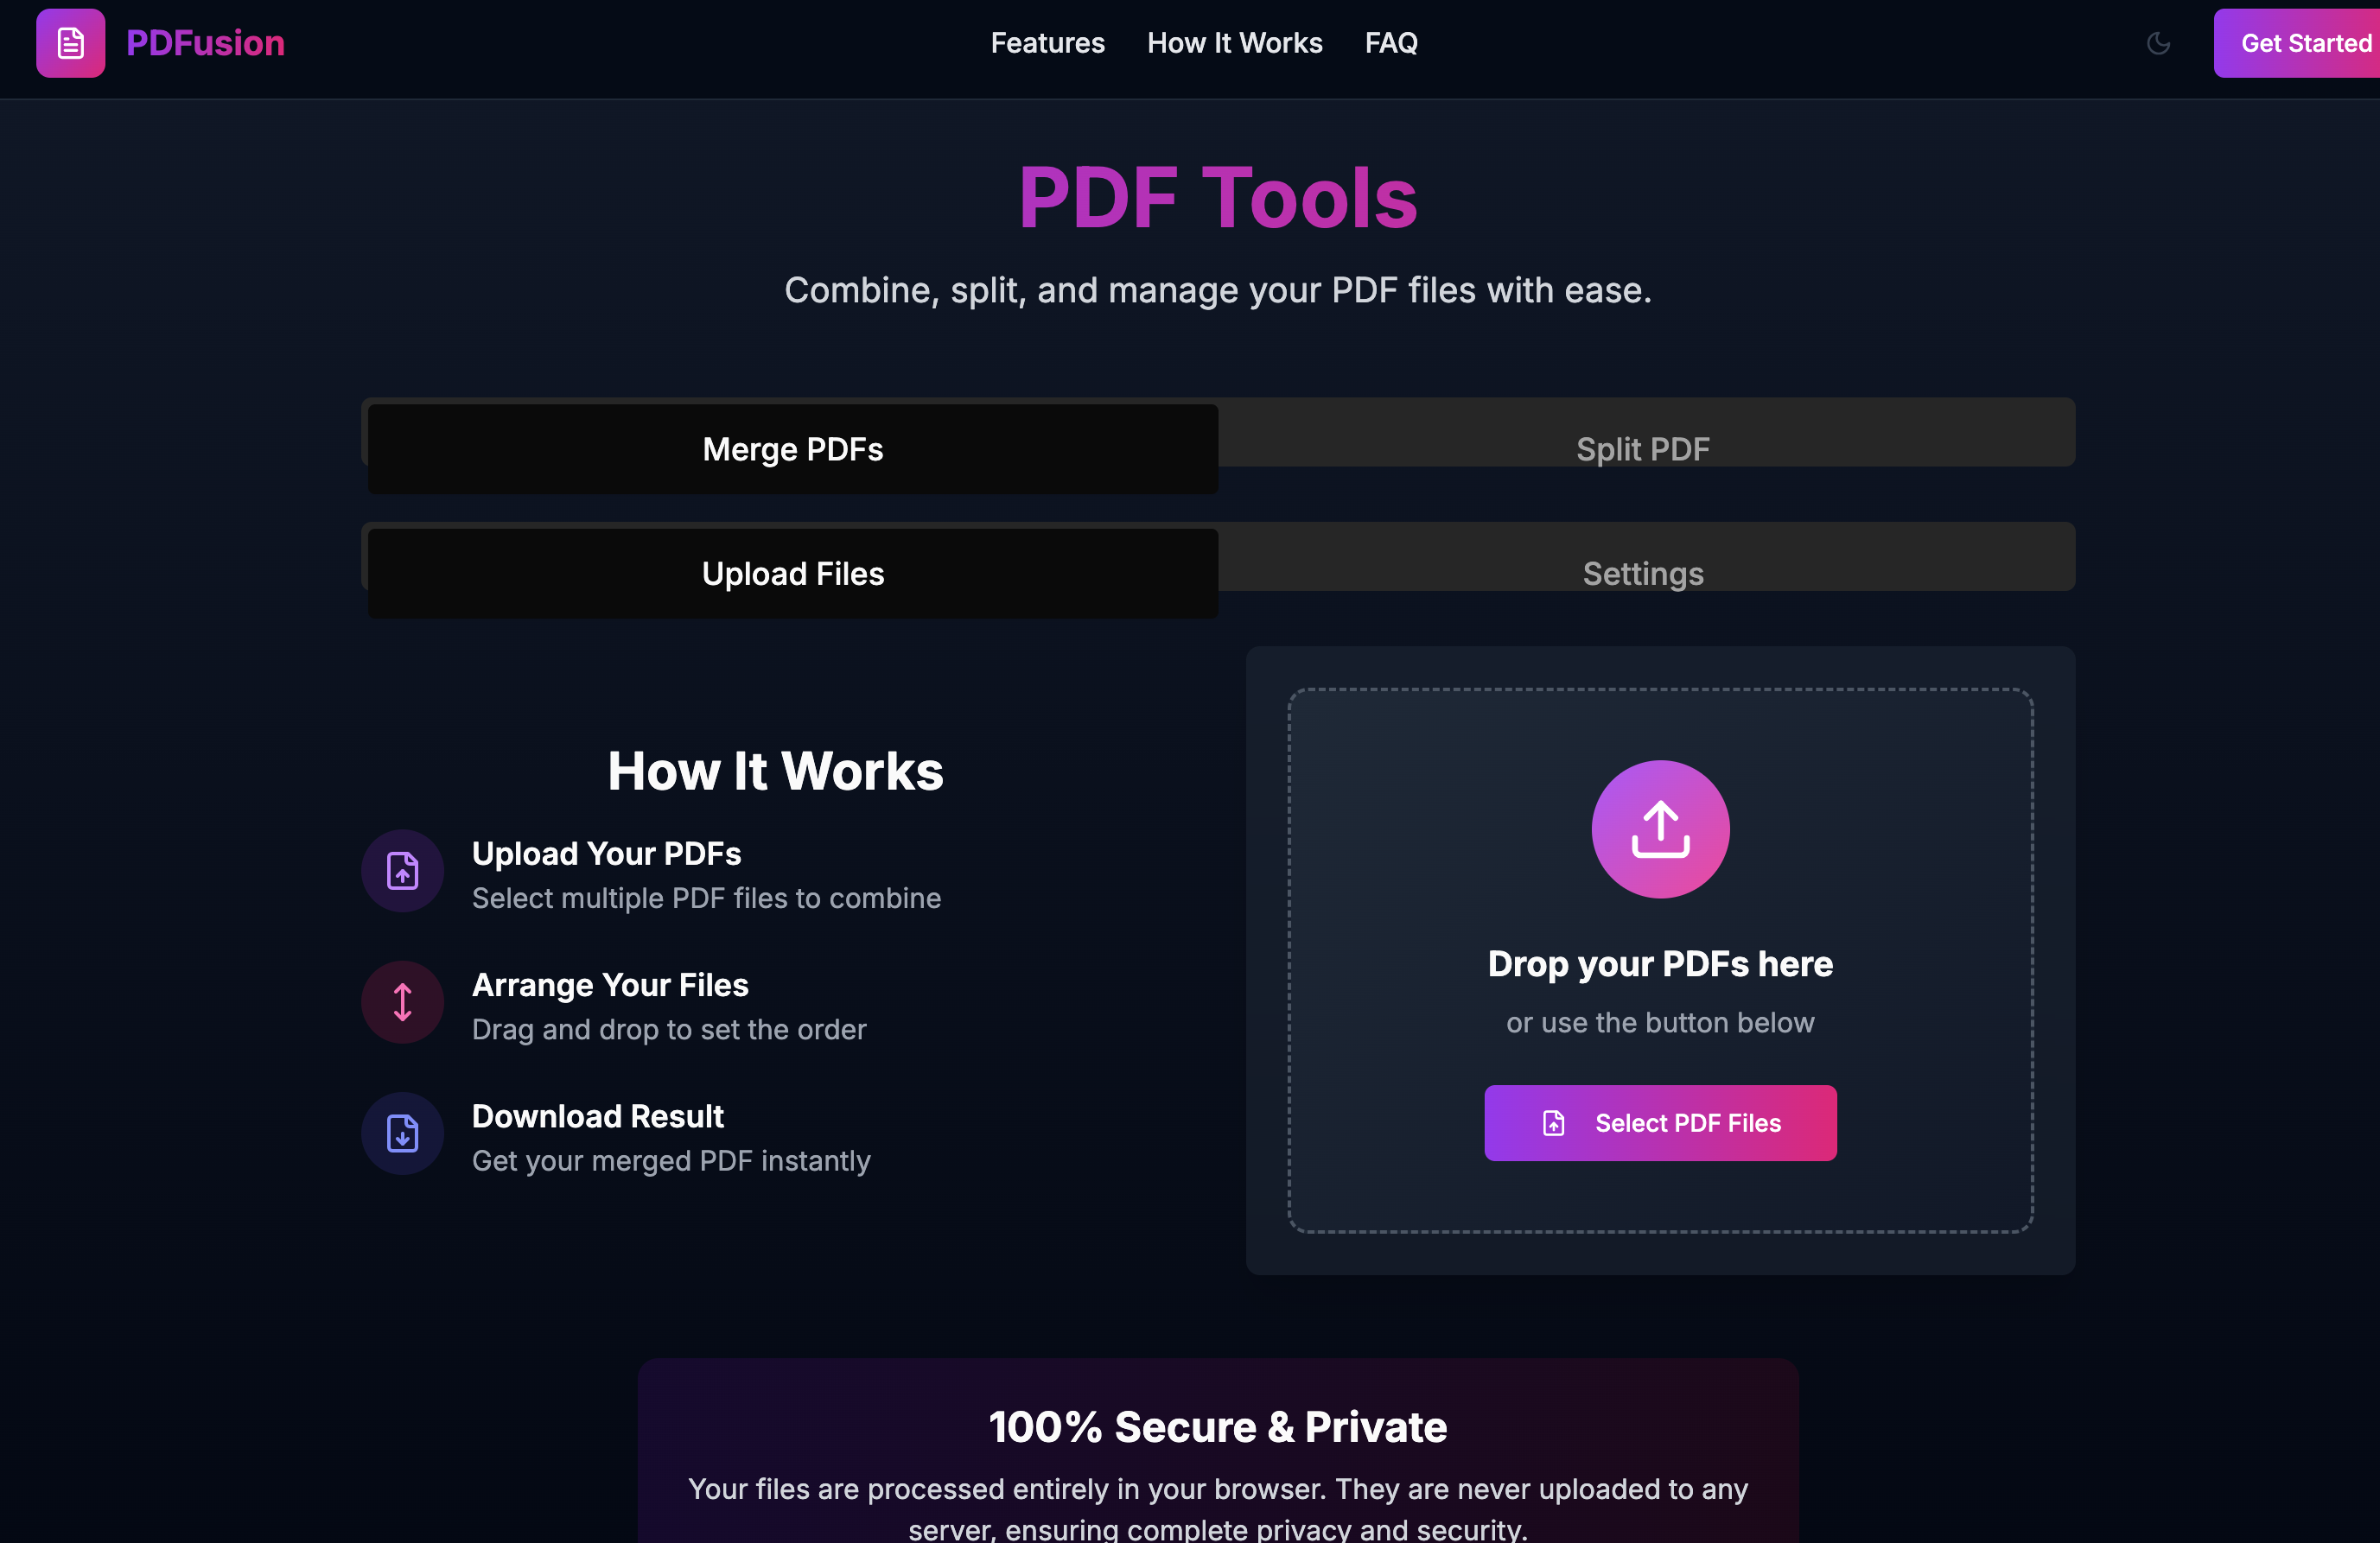 PDFusion
Features
How It Works
FAQ
Get Started
PDF Tools
Combine, split, and manage your PDF files with ease.
Merge PDFs
Split PDF
Upload Files
Settings
How It Works
Upload Your PDFs
Select multiple PDF files to combine
Arrange Your Files
Drag and drop to set the order
Download Result
Get your merged PDF instantly
Drop your PDFs here
or use the button below
Select PDF Files
100% Secure & Private
Your files are processed entirely in your browser. They are never uploaded to any
server, ensuring complete privacy and security.